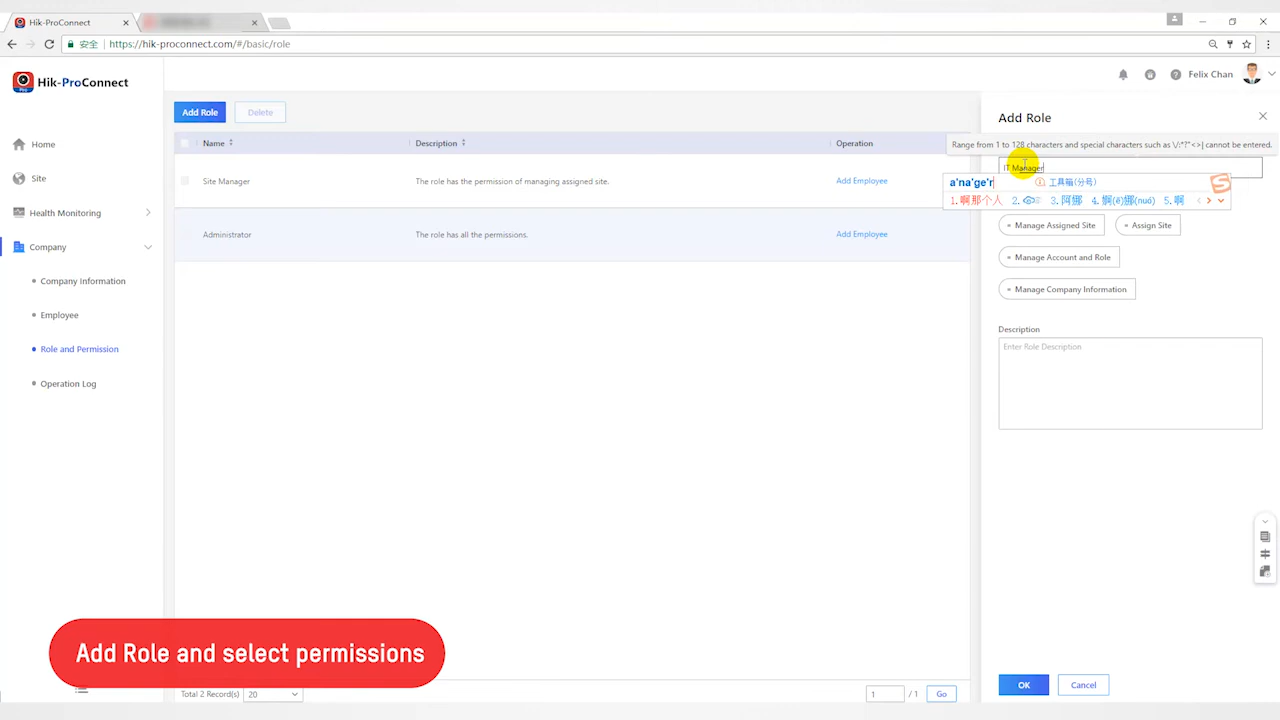 Hik-ProConnect
安全
https://hik-proconnect.com/#/basic/role
Hik-ProConnect
Felix Chan
Home
Site
Health Monitoring
Company
Company Information
Employee
Role and Permission
Operation Log
Add Role
Delete
Name
Description
Operation
Site Manager
The role has the permission of managing assigned site.
Add Employee
Administrator
The role has all the permissions.
Add Employee
Add Role
Range from 1 to 128 characters and special characters such as \/:*?"<>| cannot be entered.
IT Manager
a'na'ge'r
工具箱(分号)
1.啊那个人 2. 3.阿娜 4.婀(ē)娜(nuó) 5.啊
Manage Assigned Site
Assign Site
Manage Account and Role
Manage Company Information
Description
Enter Role Description
OK
Cancel
Add Role and select permissions
Total 2 Record(s)
20
1
/ 1
Go